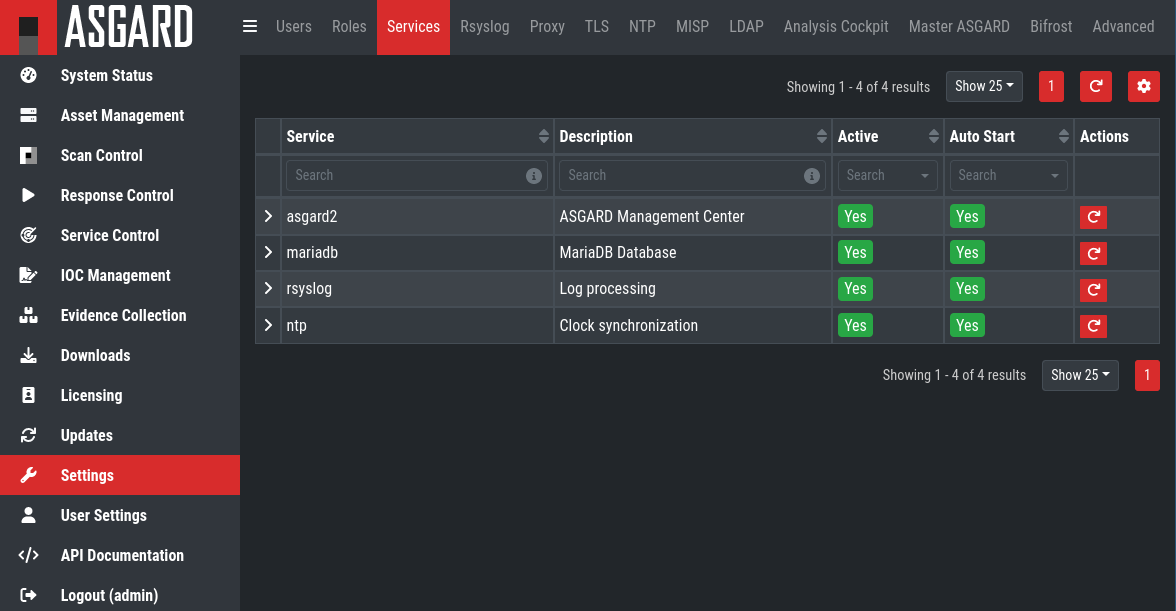 ASGARD
Users Roles Services Rsyslog Proxy TLS NTP MISP LDAP Analysis Cockpit Master ASGARD Bifrost Advanced
System Status
Asset Management
Scan Control
Response Control
Service Control
IOC Management
Evidence Collection
Downloads
Licensing
Updates
Settings
User Settings
API Documentation
Logout (admin)
Showing 1 - 4 of 4 results Show 25 1
Service Description Active Auto Start Actions
Search Search Search Search
asgard2 ASGARD Management Center Yes Yes
mariadb MariaDB Database Yes Yes
rsyslog Log processing Yes Yes
ntp Clock synchronization Yes Yes
Showing 1 - 4 of 4 results Show 25 1